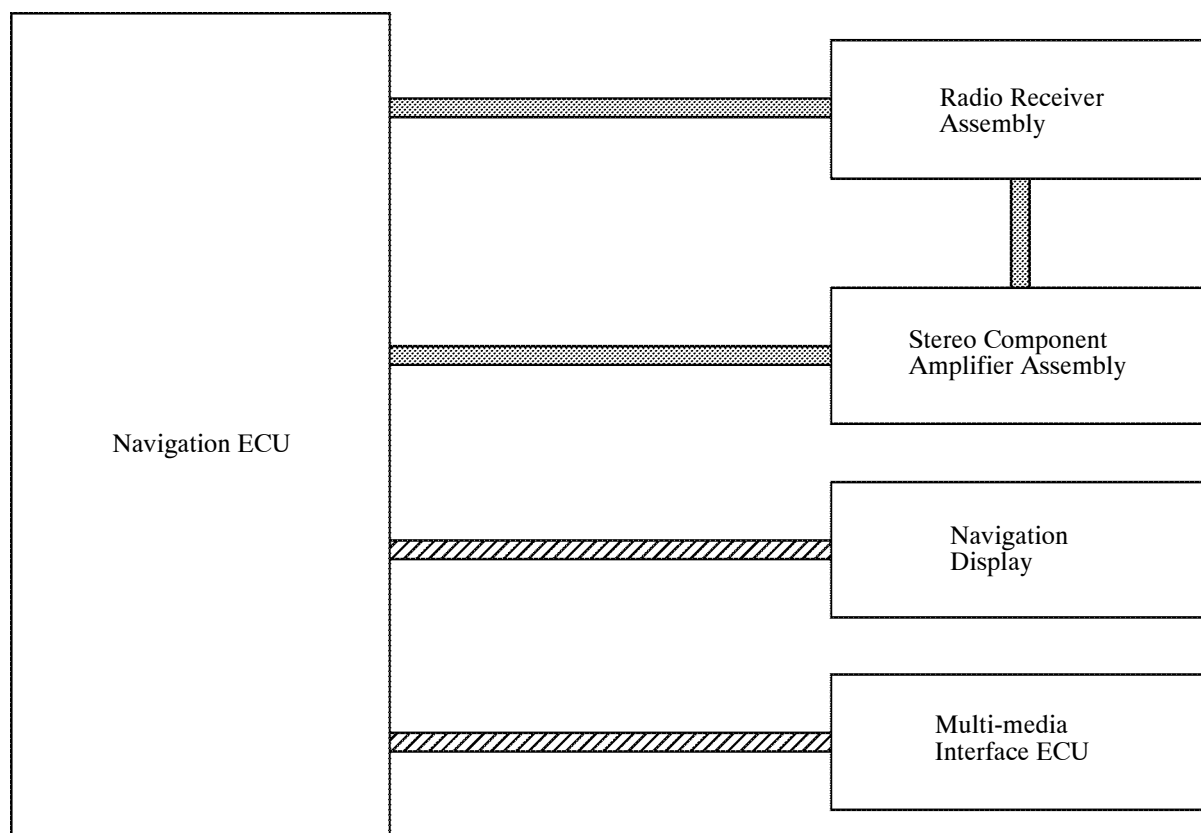 Radio Receiver
Assembly
Stereo Component
Amplifier Assembly
Navigation ECU
Navigation
Display
Multi-media
Interface ECU